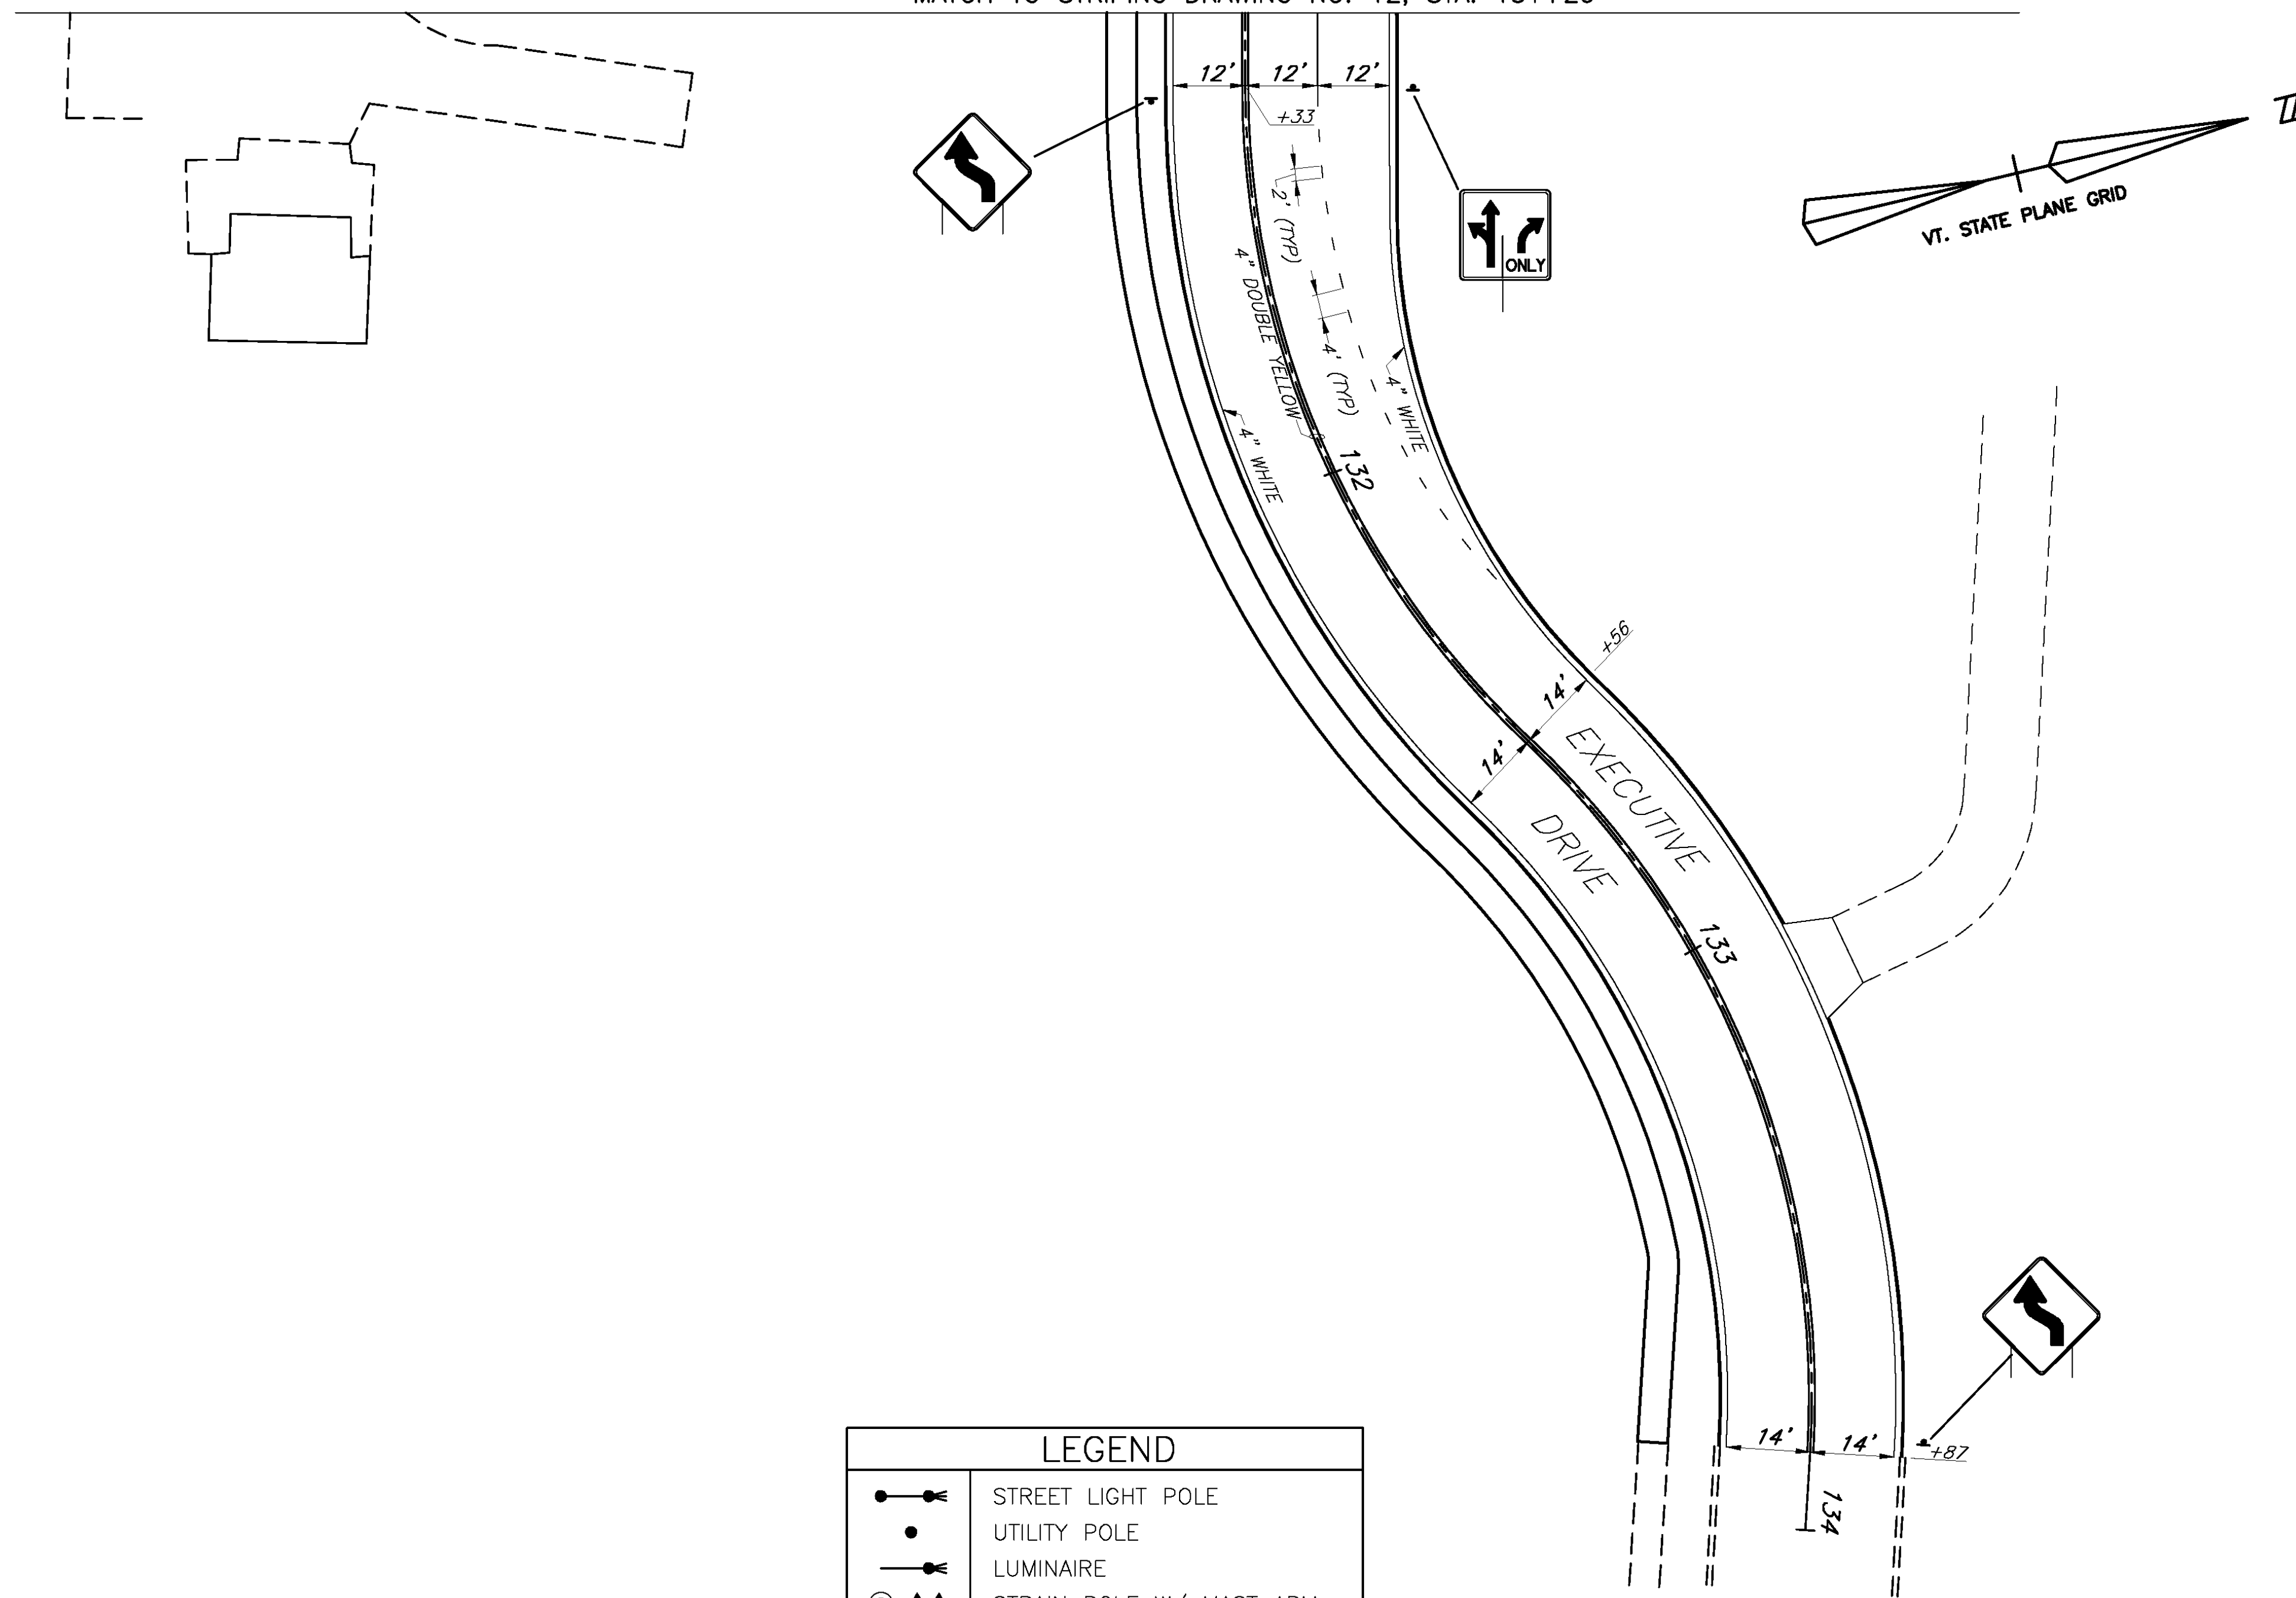 12'
12'
12'
+33
ONLY
VT. STATE PLANE GRID
2' (TYP)
4" DOUBLE YELLOW
4' (TYP)
4" WHITE
4" WHITE
132
+56
14'
14'
EXECUTIVE
DRIVE
133
14'
14'
+87
134
LEGEND
STREET LIGHT POLE
UTILITY POLE
LUMINAIRE